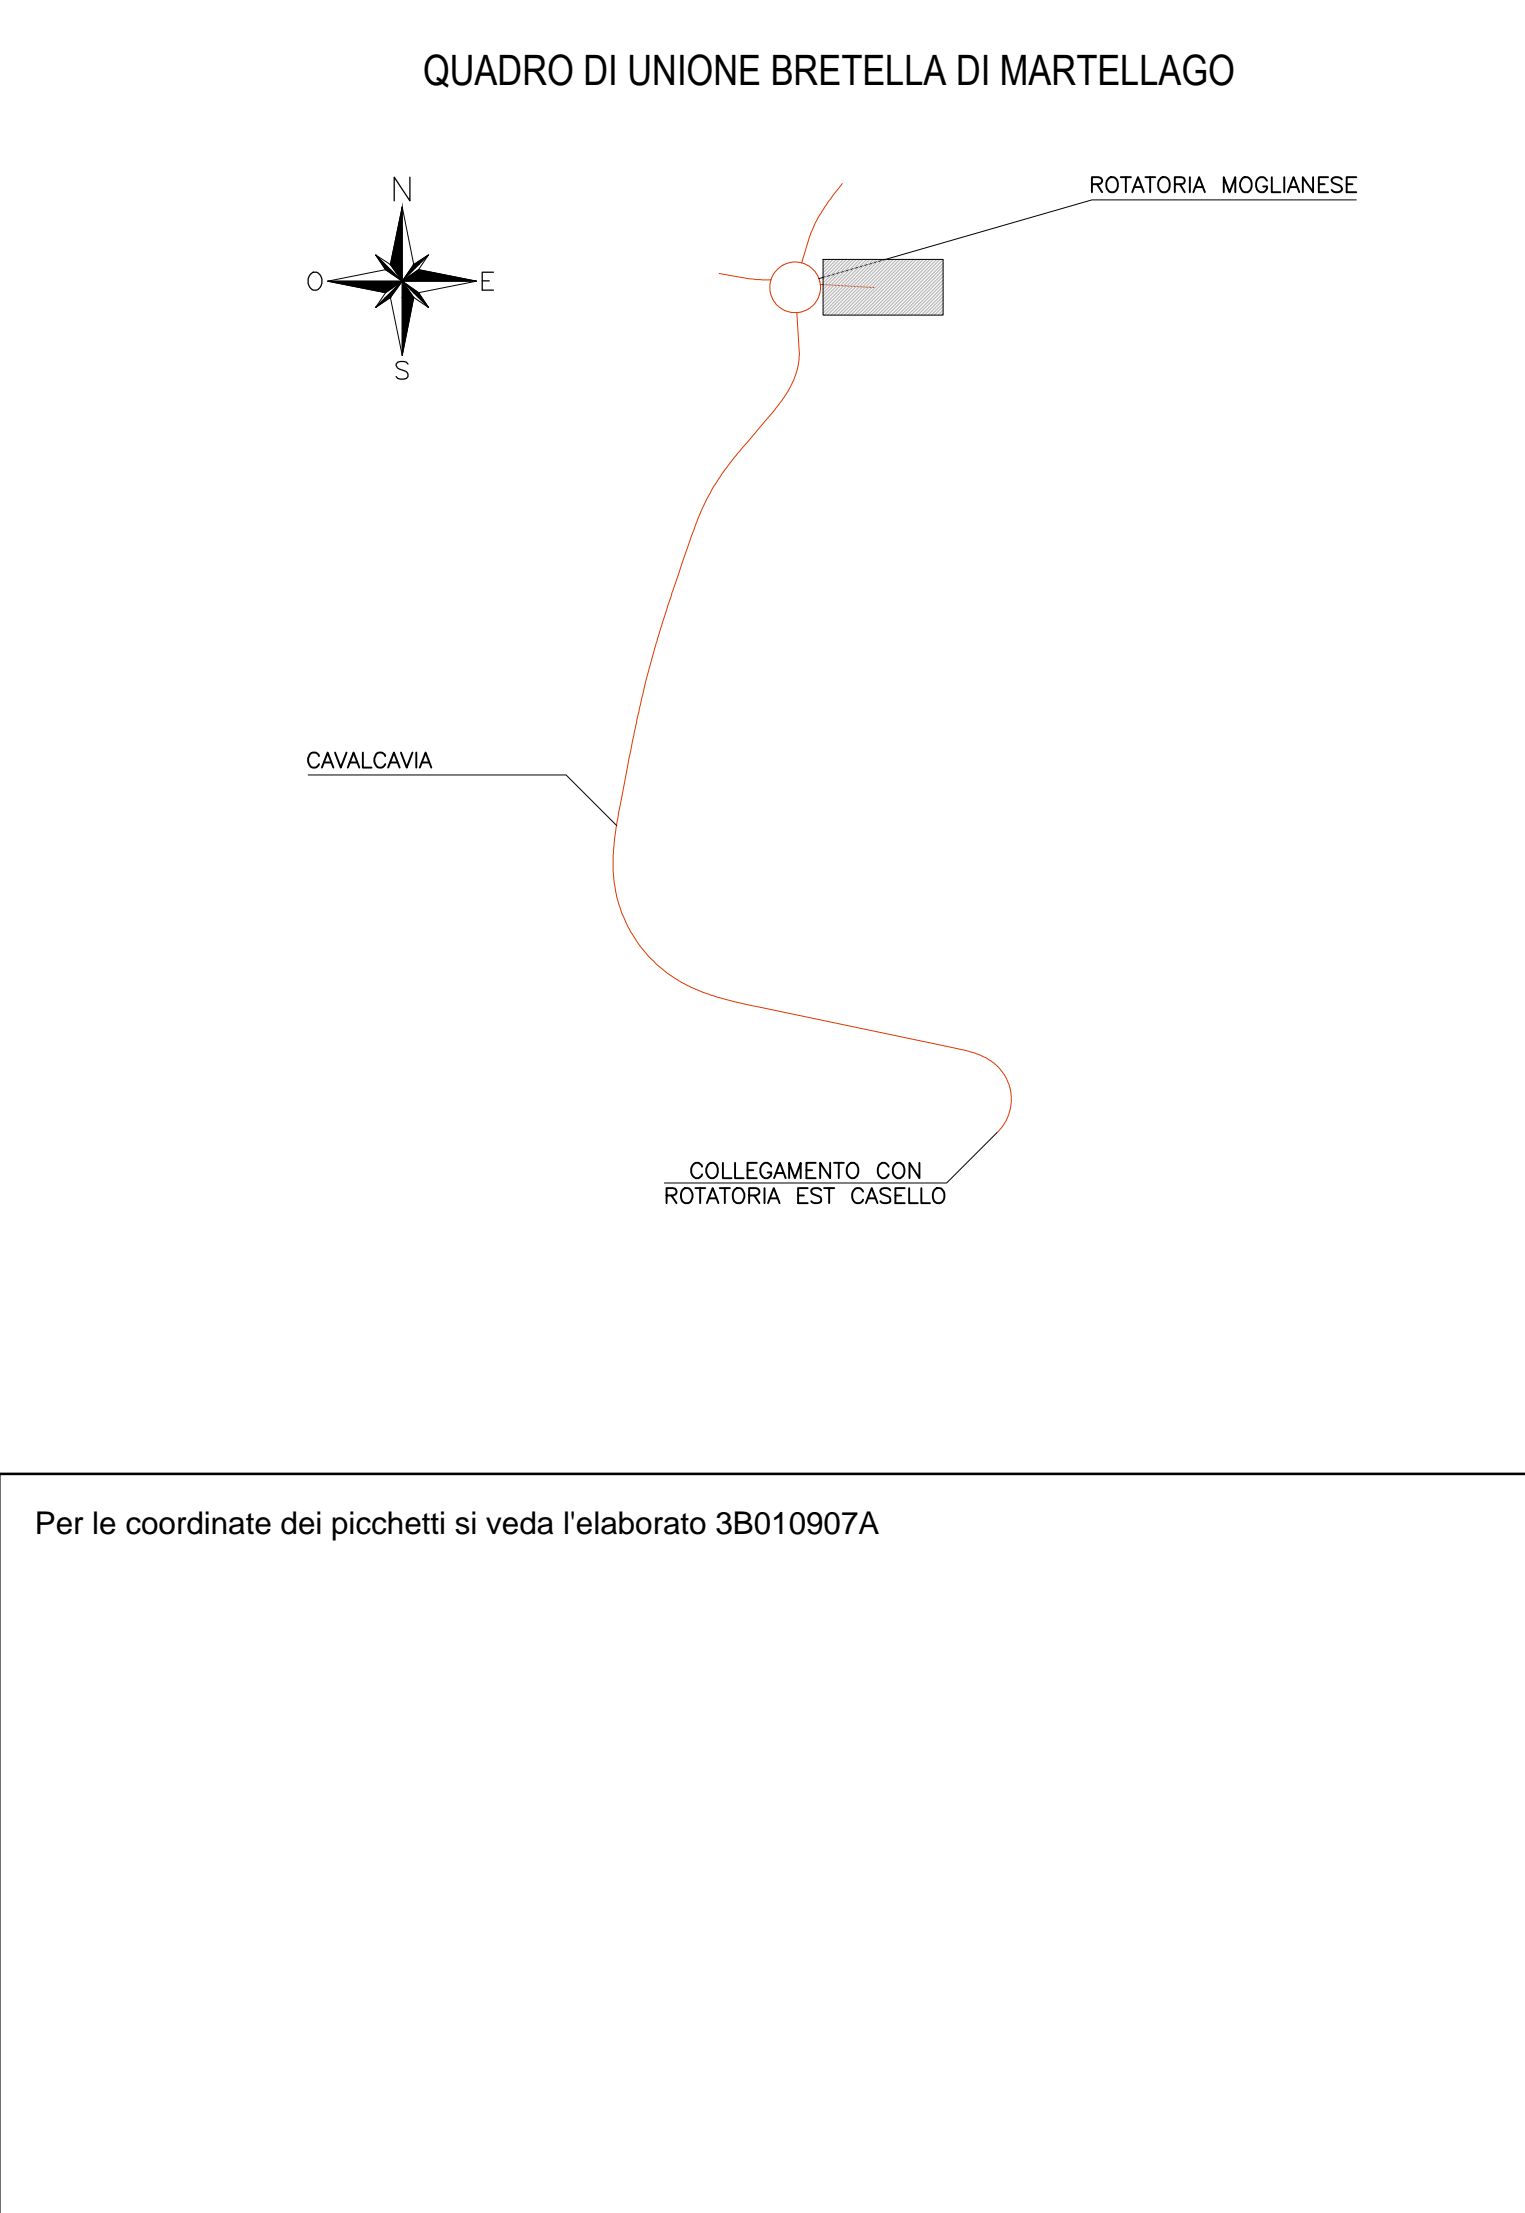 QUADRO DI UNIONE BRETELLA DI MARTELLAGO
N
ROTATORIA MOGLIANESE
O
E
S
CAVALCAVIA
COLLEGAMENTO CON
ROTATORIA EST CASELLO
Per le coordinate dei picchetti si veda l'elaborato 3B010907A